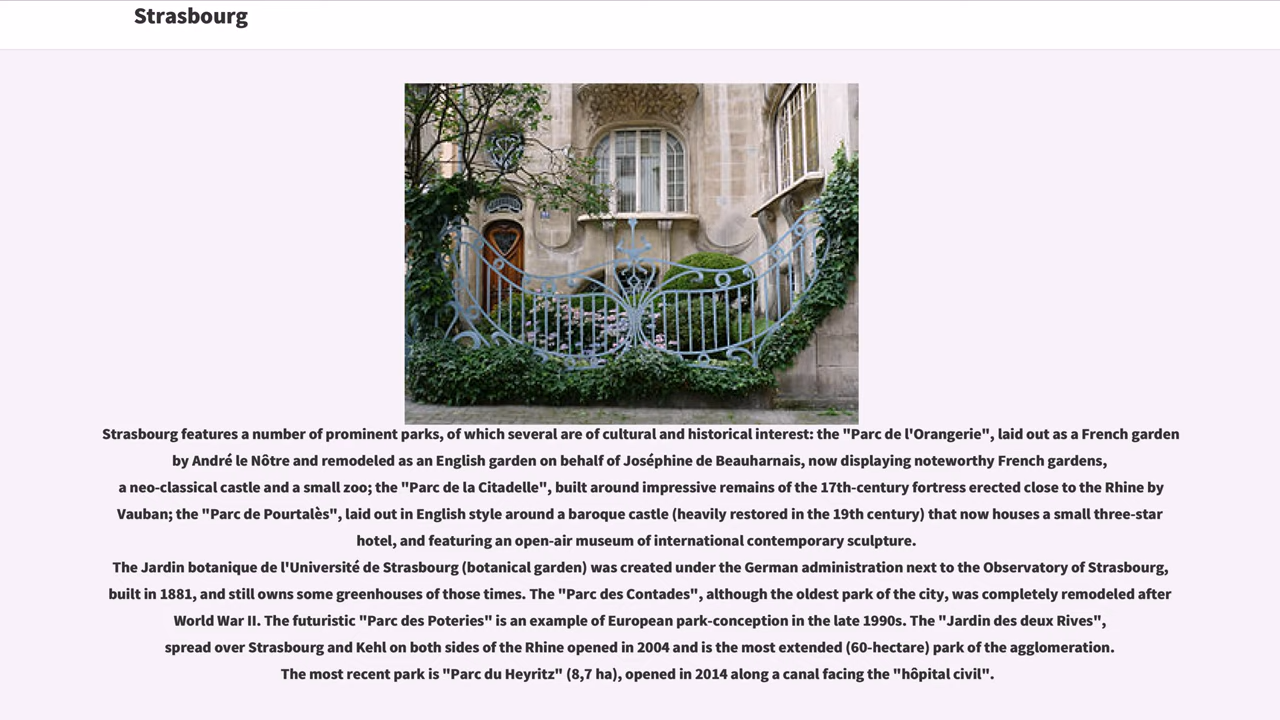 Strasbourg
Strasbourg features a number of prominent parks, of which several are of cultural and historical interest: the "Parc de l'Orangerie", laid out as a French garden
by André le Nôtre and remodeled as an English garden on behalf of Joséphine de Beauharnais, now displaying noteworthy French gardens,
a neo-classical castle and a small zoo; the "Parc de la Citadelle", built around impressive remains of the 17th-century fortress erected close to the Rhine by
Vauban; the "Parc de Pourtalès", laid out in English style around a baroque castle (heavily restored in the 19th century) that now houses a small three-star
hotel, and featuring an open-air museum of international contemporary sculpture.
The Jardin botanique de l'Université de Strasbourg (botanical garden) was created under the German administration next to the Observatory of Strasbourg,
built in 1881, and still owns some greenhouses of those times. The "Parc des Contades", although the oldest park of the city, was completely remodeled after
World War II. The futuristic "Parc des Poteries" is an example of European park-conception in the late 1990s. The "Jardin des deux Rives",
spread over Strasbourg and Kehl on both sides of the Rhine opened in 2004 and is the most extended (60-hectare) park of the agglomeration.
The most recent park is "Parc du Heyritz" (8,7 ha), opened in 2014 along a canal facing the "hôpital civil".